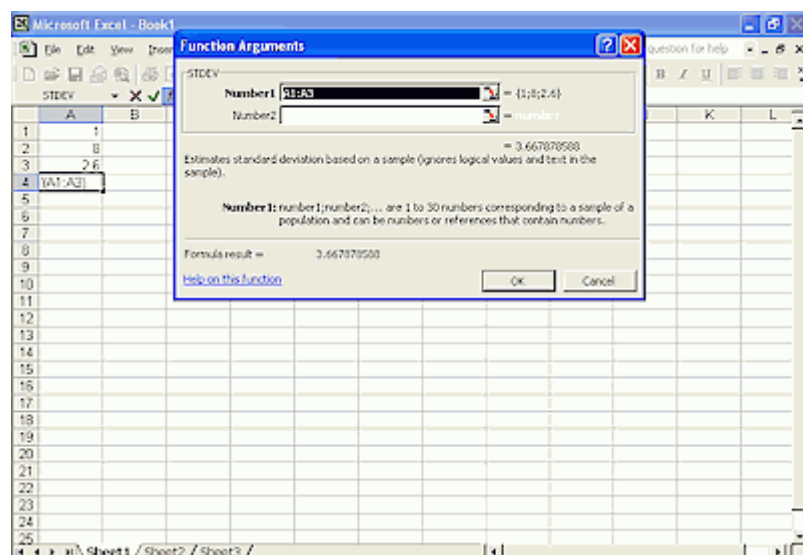 Microsoft Excel - Book1
File Edit View Inser
question for help
B I U
STDEV
A B K L
1 1
2 8
3 2.6
4 (A1:A3)
5
6
7
8
9
10
11
12
13
14
15
16
17
18
19
20
21
22
23
24
25
Function Arguments
STDEV
Number1 A1:A3 = {1;8;2.6}
Number2 = number
= 3.667878588
Estimates standard deviation based on a sample (ignores logical values and text in the
sample).
Number1: number1;number2;... are 1 to 30 numbers corresponding to a sample of a
population and can be numbers or references that contain numbers.
Formula result = 3.667878588
Help on this function
OK Cancel
Sheet1 / Sheet2 / Sheet3 /